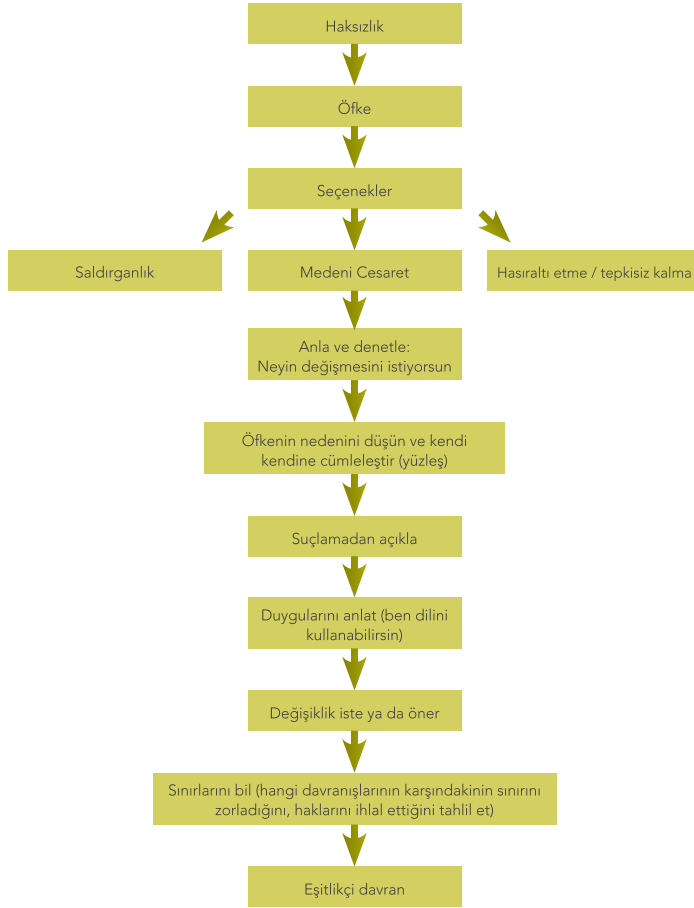 Haksızlık
Öfke
Seçenekler
Saldırganlık
Medeni Cesaret
Hasıraltı etme / tepkisiz kalma
Anla ve denetle:
Neyin değişmesini istiyorsun
Öfkenin nedenini düşün ve kendi
kendine cümleleştir (yüzleş)
Suçlamadan açıkla
Duygularını anlat (ben dilini
kullanabilirsin)
Değişiklik iste ya da öner
Sınırlarını bil (hangi davranışlarının karşındakinin sınırını
zorladığını, haklarını ihlal ettiğini tahlil et)
Eşitlikçi davran